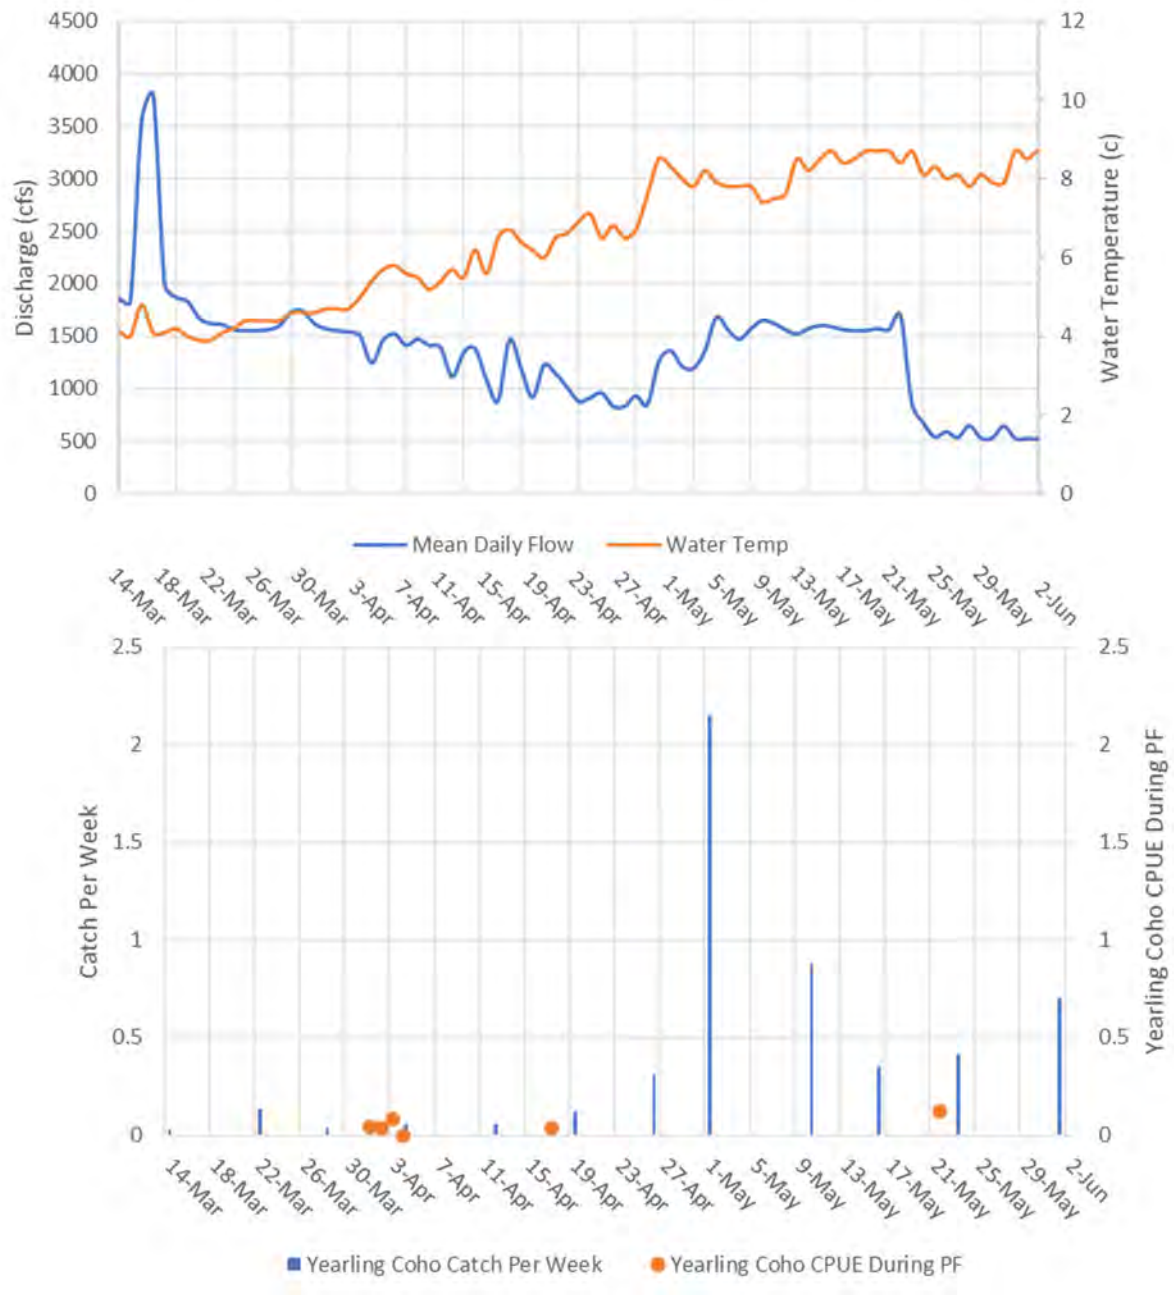 4500
4000
3500
3000
2500
2000
1500
1000
500
0
Discharge (cfs)
12
10
8
6
4
2
0
Water Temperature (c)
Mean Daily Flow
Water Temp
14-Mar
18-Mar
22-Mar
26-Mar
30-Mar
3-Apr
7-Apr
11-Apr
15-Apr
19-Apr
23-Apr
27-Apr
1-May
5-May
9-May
13-May
17-May
21-May
25-May
29-May
2-Jun
2.5
2
1.5
1
0.5
0
Catch Per Week
2.5
2
1.5
1
0.5
0
Yearling Coho CPUE During PF
14-Mar
18-Mar
22-Mar
26-Mar
30-Mar
3-Apr
7-Apr
11-Apr
15-Apr
19-Apr
23-Apr
27-Apr
1-May
5-May
9-May
13-May
17-May
21-May
25-May
29-May
2-Jun
Yearling Coho Catch Per Week
Yearling Coho CPUE During PF